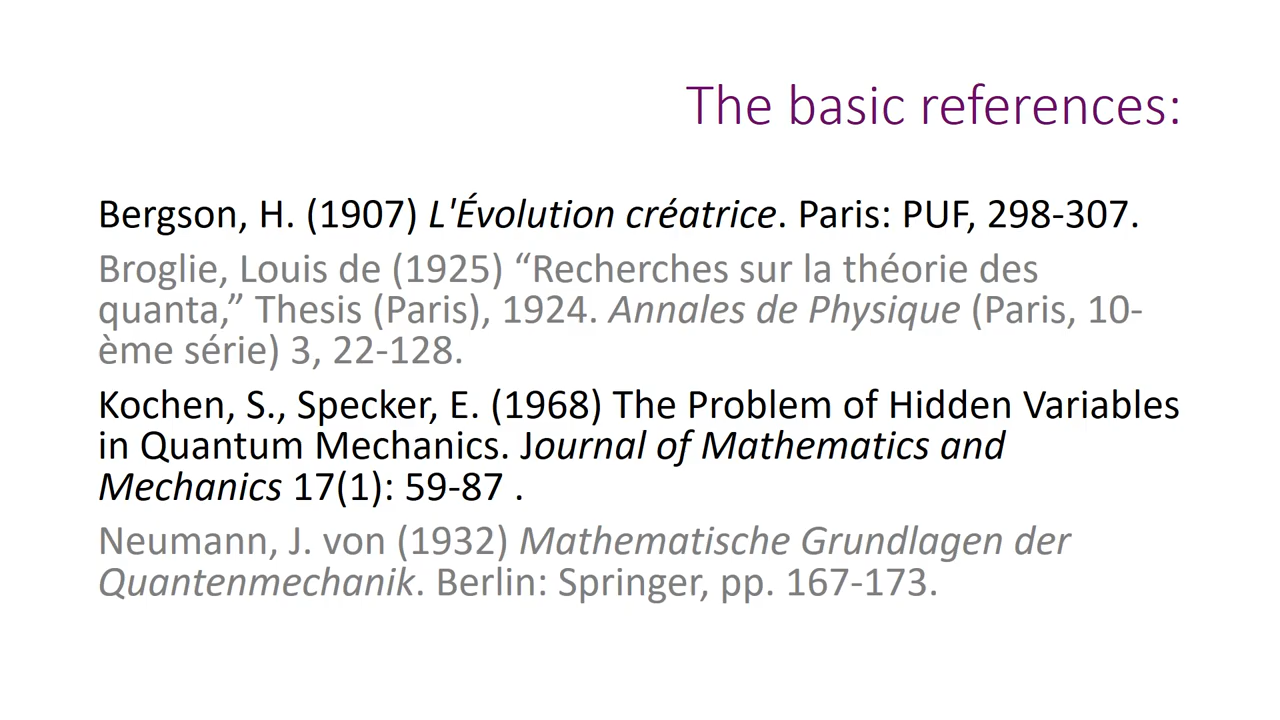 The basic references:
Bergson, H. (1907) L'Évolution créatrice. Paris: PUF, 298-307.
Broglie, Louis de (1925) “Recherches sur la théorie des
quanta,” Thesis (Paris), 1924. Annales de Physique (Paris, 10-
ème série) 3, 22-128.
Kochen, S., Specker, E. (1968) The Problem of Hidden Variables
in Quantum Mechanics. Journal of Mathematics and
Mechanics 17(1): 59-87 .
Neumann, J. von (1932) Mathematische Grundlagen der
Quantenmechanik. Berlin: Springer, pp. 167-173.